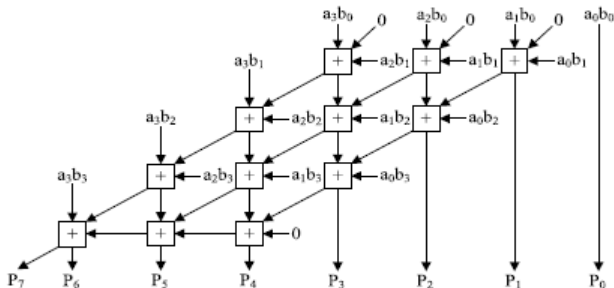 a₃b₀ 0 a₂b₀ 0 a₁b₀ 0 a₀b₀
a₃b₁ + a₂b₁ + a₁b₁ + a₀b₁
a₃b₂ + a₂b₂ + a₁b₂ + a₀b₂
a₃b₃ + a₂b₃ + a₁b₃ + a₀b₃
+ + + 0
P₇ P₆ P₅ P₄ P₃ P₂ P₁ P₀